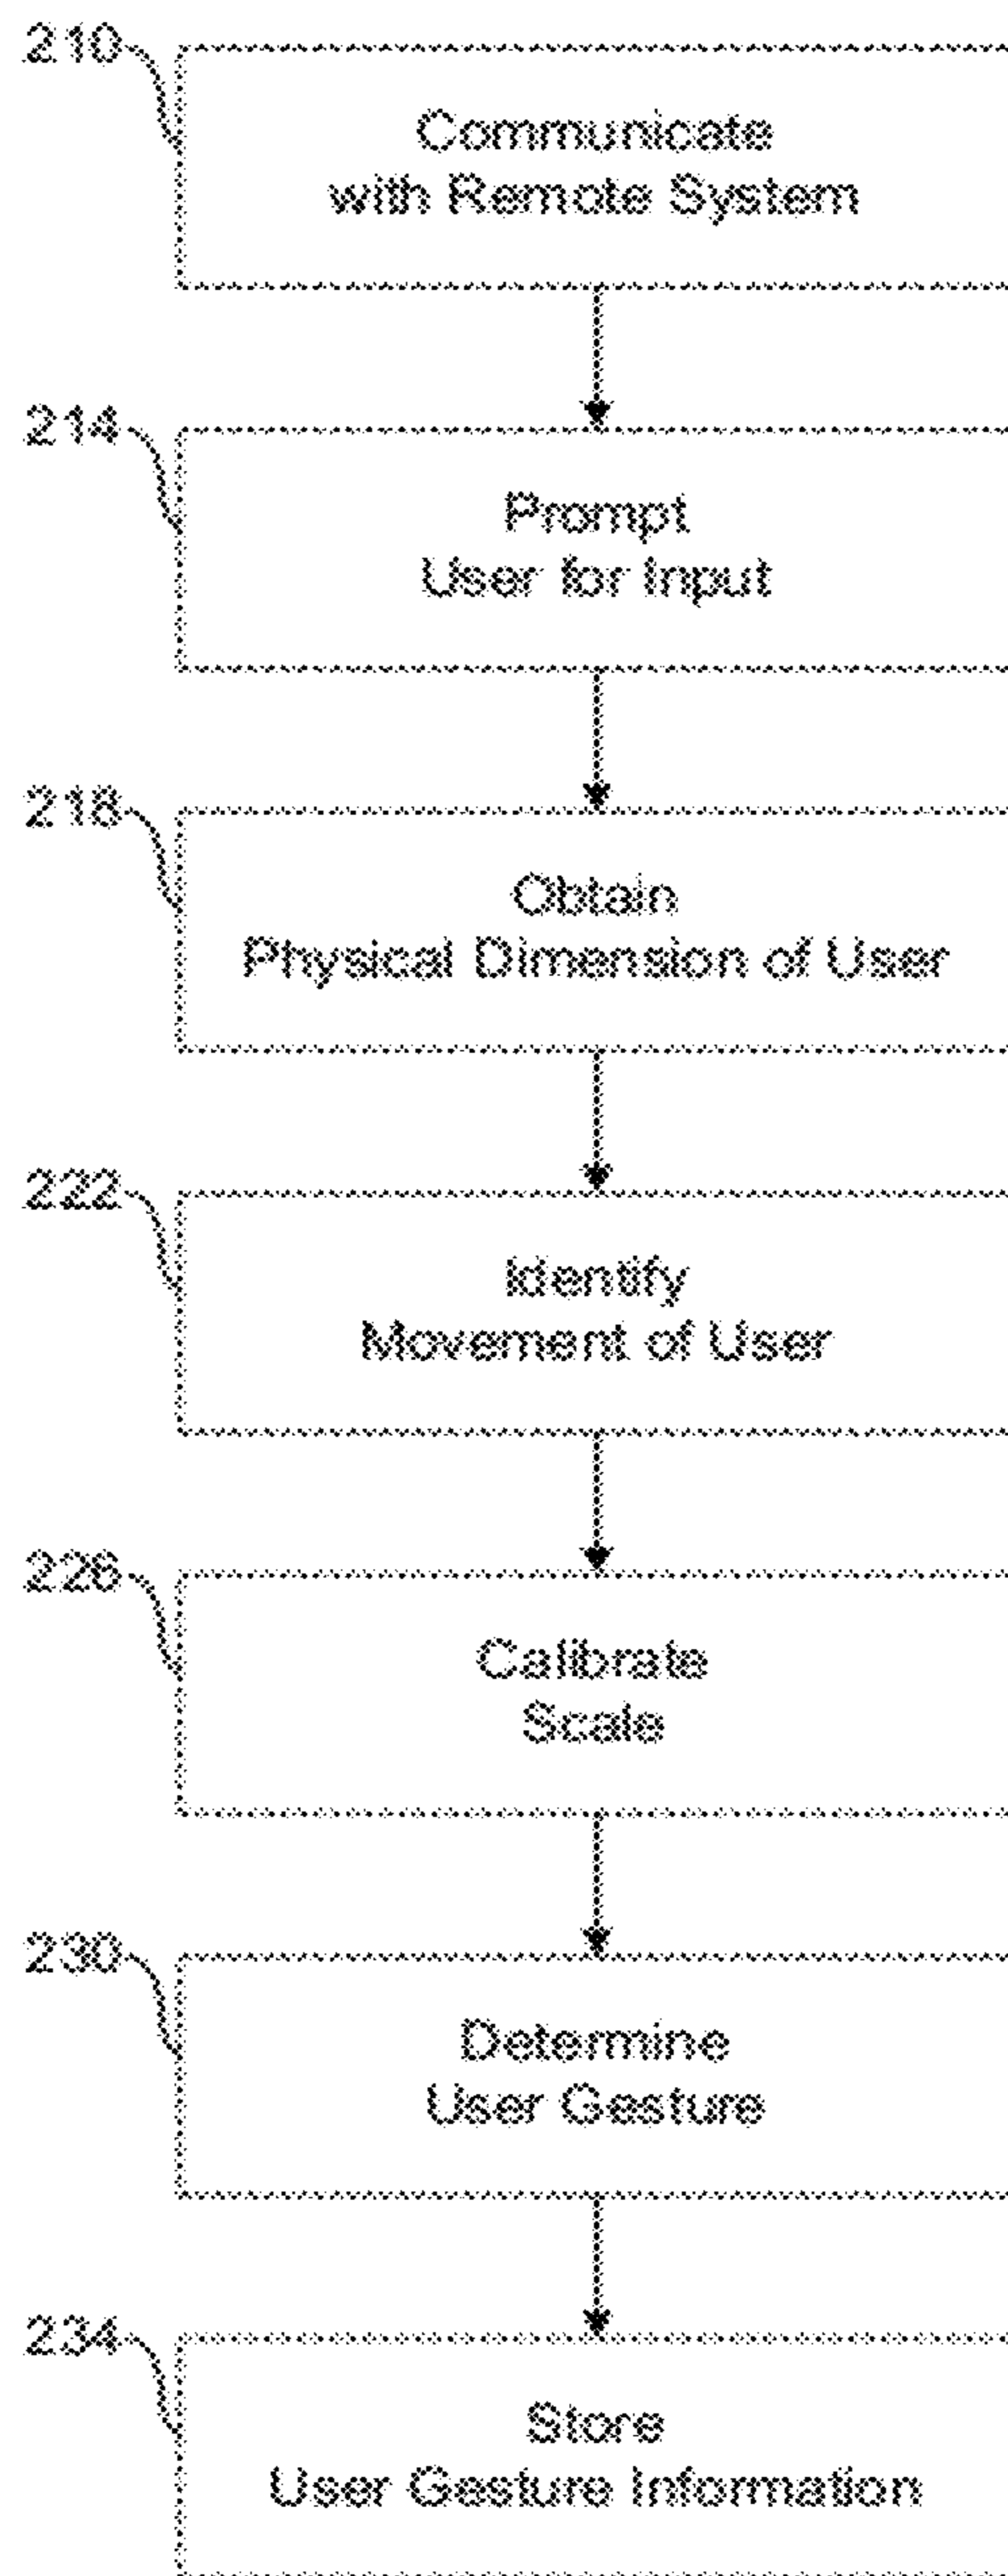 210
Communicate
with Remote System
214
Prompt
User for Input
218
Obtain
Physical Dimension of User
222
Identify
Movement of User
226
Calibrate
Scale
230
Determine
User Gesture
234
Store
User Gesture Information